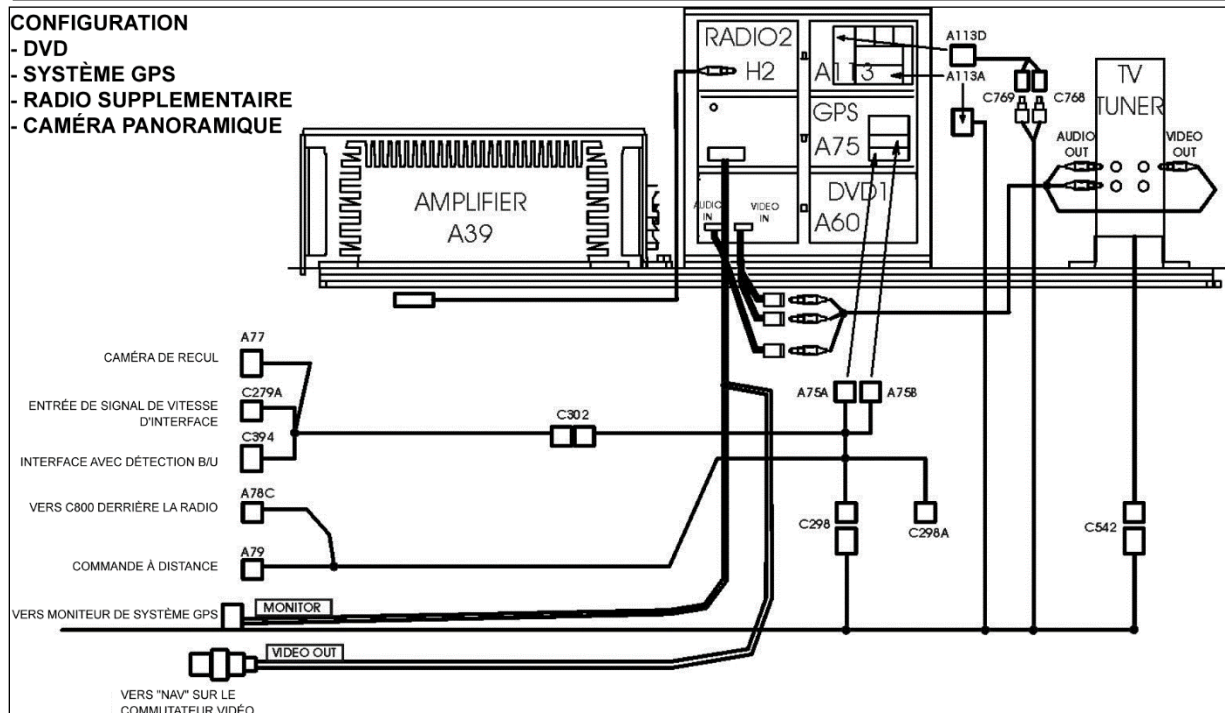 CONFIGURATION
- DVD
- SYSTÈME GPS
- RADIO SUPPLEMENTAIRE
- CAMÉRA PANORAMIQUE
RADIO2
H2
A113
A113D
A113A
C769
C768
TV
TUNER
GPS
A75
AUDIO
OUT
VIDEO
OUT
AMPLIFIER
A39
AUDIO
IN
VIDEO
IN
DVD1
A60
A77
CAMÉRA DE RECUL
C279A
ENTRÉE DE SIGNAL DE VITESSE
D'INTERFACE
C394
INTERFACE AVEC DÉTECTION B/U
A75A
A75B
C302
A78C
VERS C800 DERRIÈRE LA RADIO
C298
C298A
C542
A79
COMMANDE À DISTANCE
VERS MONITEUR DE SYSTÈME GPS
MONITOR
VIDEO OUT
VERS "NAV" SUR LE
COMMUTATEUR VIDÉO